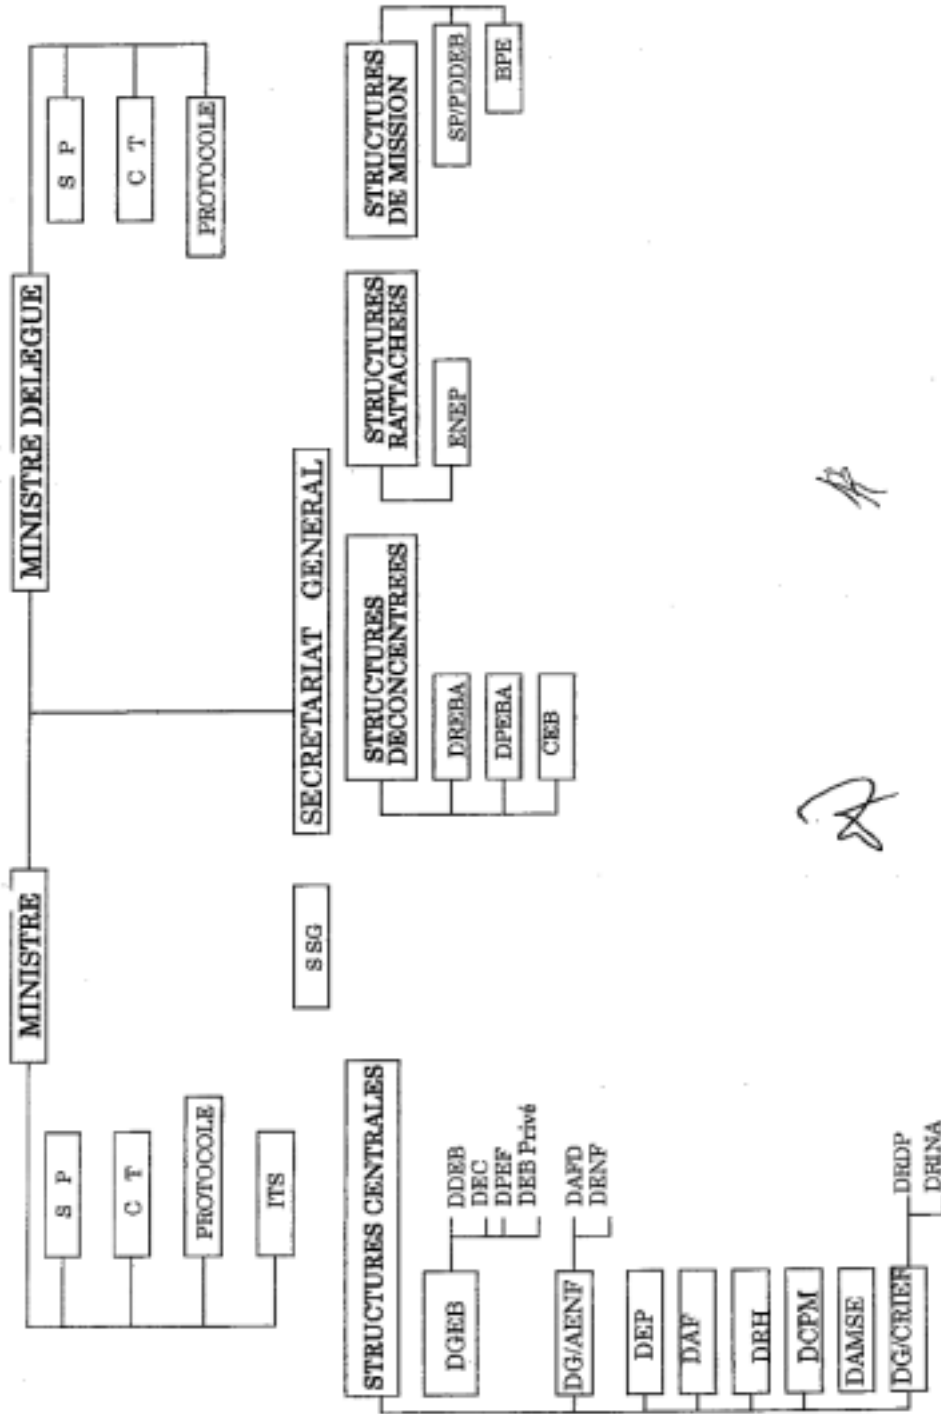 MINISTRE
MINISTRE DELEGUE
S P
C T
PROTOCOLE
ITS
S P
C T
PROTOCOLE
S SG
SECRETARIAT GENERAL
STRUCTURES CENTRALES
DGEB
DDEB
DEC
DPEF
DEB Privé
DG/AENF
DAFD
DENF
DEP
DAF
DRH
DCPM
DAMSE
DG/CRIEF
DRDP
DRINA
STRUCTURES
DECONCENTREES
DREBA
DPEBA
CEB
STRUCTURES
RATTACHEES
ENEP
STRUCTURES
DE MISSION
SP/PDDEB
BPE